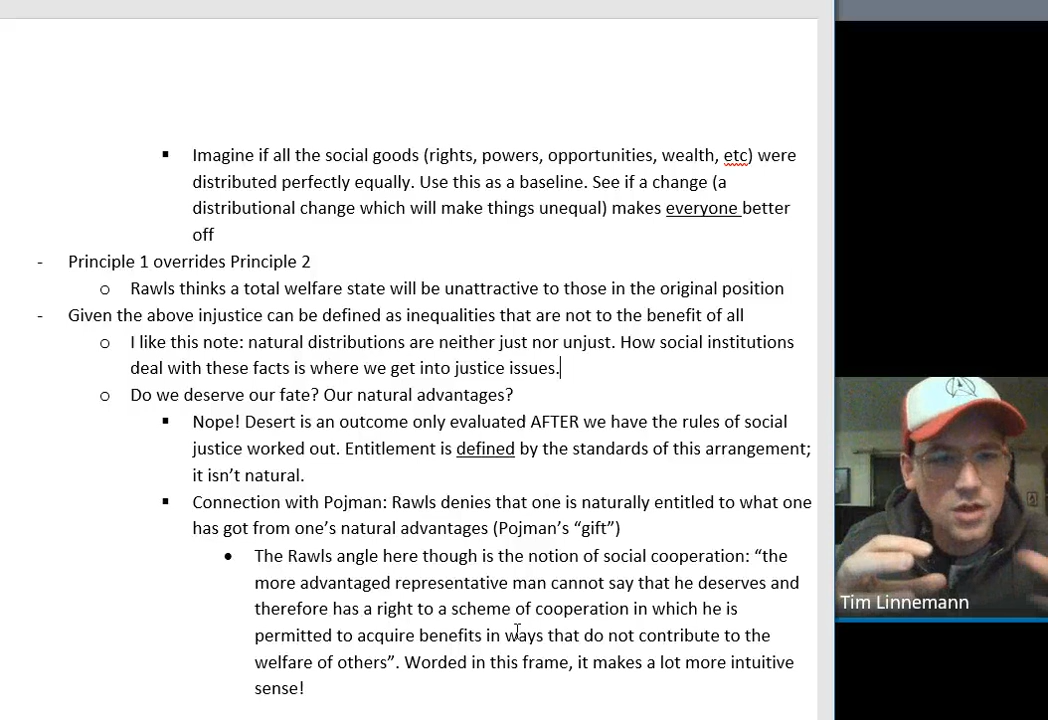 ▪ Imagine if all the social goods (rights, powers, opportunities, wealth, etc) were
distributed perfectly equally. Use this as a baseline. See if a change (a
distributional change which will make things unequal) makes everyone better
off
- Principle 1 overrides Principle 2
o Rawls thinks a total welfare state will be unattractive to those in the original position
- Given the above injustice can be defined as inequalities that are not to the benefit of all
o I like this note: natural distributions are neither just nor unjust. How social institutions
deal with these facts is where we get into justice issues.
o Do we deserve our fate? Our natural advantages?
▪ Nope! Desert is an outcome only evaluated AFTER we have the rules of social
justice worked out. Entitlement is defined by the standards of this arrangement;
it isn’t natural.
▪ Connection with Pojman: Rawls denies that one is naturally entitled to what one
has got from one’s natural advantages (Pojman’s “gift”)
• The Rawls angle here though is the notion of social cooperation: “the
more advantaged representative man cannot say that he deserves and
therefore has a right to a scheme of cooperation in which he is
permitted to acquire benefits in ways that do not contribute to the
welfare of others”. Worded in this frame, it makes a lot more intuitive
sense!
Tim Linnemann